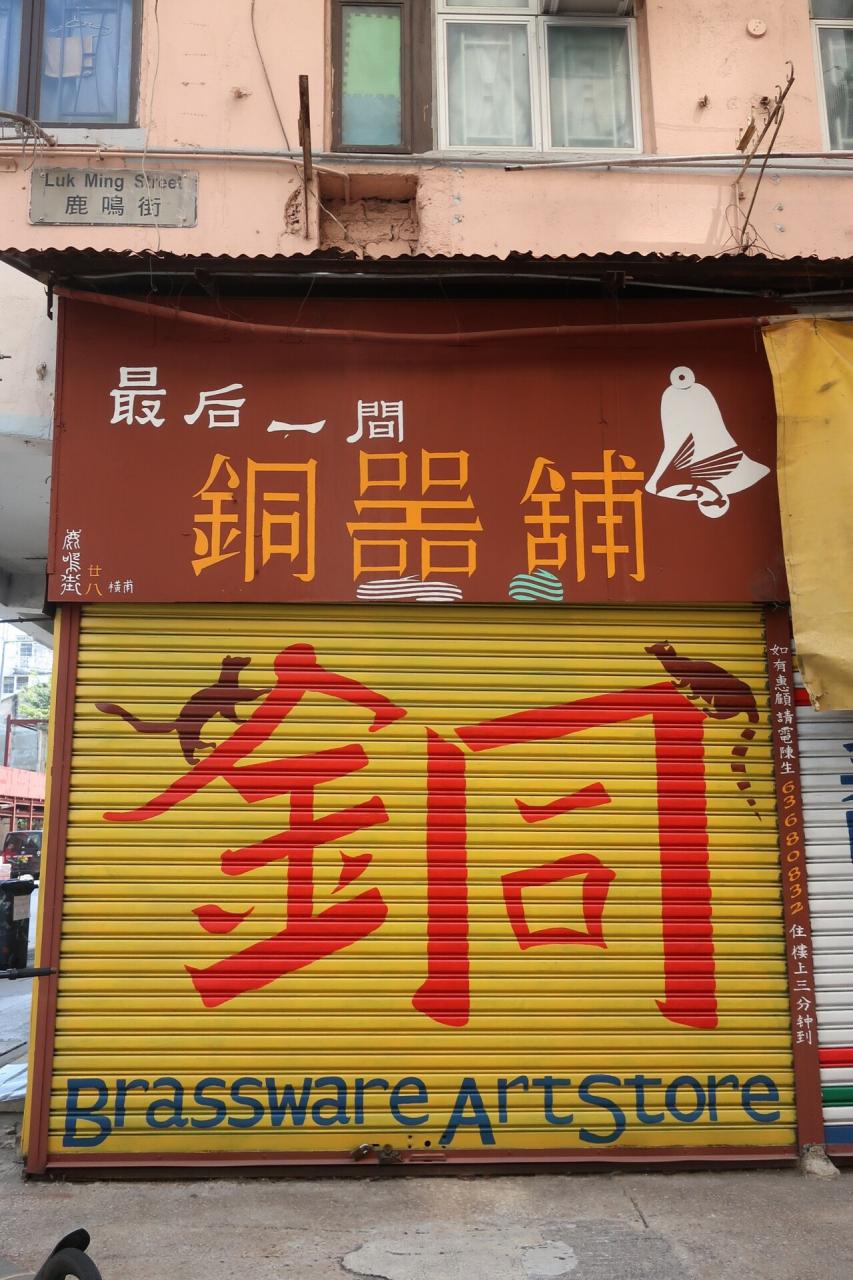 Luk Ming Street
鹿鳴街
最后一間
銅器舖
鹿鳴街
廿八
橫甫
銅
Brassware Art Store
如有惠顧請電陳生 63680832 住樓上三分钟到